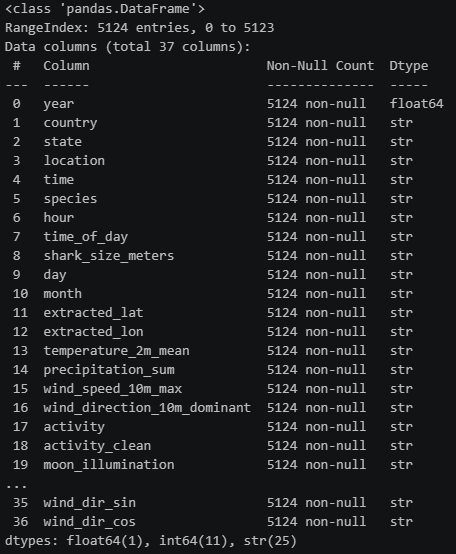 <class 'pandas.DataFrame'>
RangeIndex: 5124 entries, 0 to 5123
Data columns (total 37 columns):
 #   Column                      Non-Null Count  Dtype
---  ------                      --------------  -----
 0   year                        5124 non-null   float64
 1   country                     5124 non-null   str
 2   state                       5124 non-null   str
 3   location                    5124 non-null   str
 4   time                        5124 non-null   str
 5   species                     5124 non-null   str
 6   hour                        5124 non-null   str
 7   time_of_day                 5124 non-null   str
 8   shark_size_meters           5124 non-null   str
 9   day                         5124 non-null   str
 10  month                       5124 non-null   str
 11  extracted_lat               5124 non-null   str
 12  extracted_lon               5124 non-null   str
 13  temperature_2m_mean         5124 non-null   str
 14  precipitation_sum           5124 non-null   str
 15  wind_speed_10m_max          5124 non-null   str
 16  wind_direction_10m_dominant 5124 non-null   str
 17  activity                    5124 non-null   str
 18  activity_clean              5124 non-null   str
 19  moon_illumination           5124 non-null   str
...
 35  wind_dir_sin                5124 non-null   str
 36  wind_dir_cos                5124 non-null   str
dtypes: float64(1), int64(11), str(25)